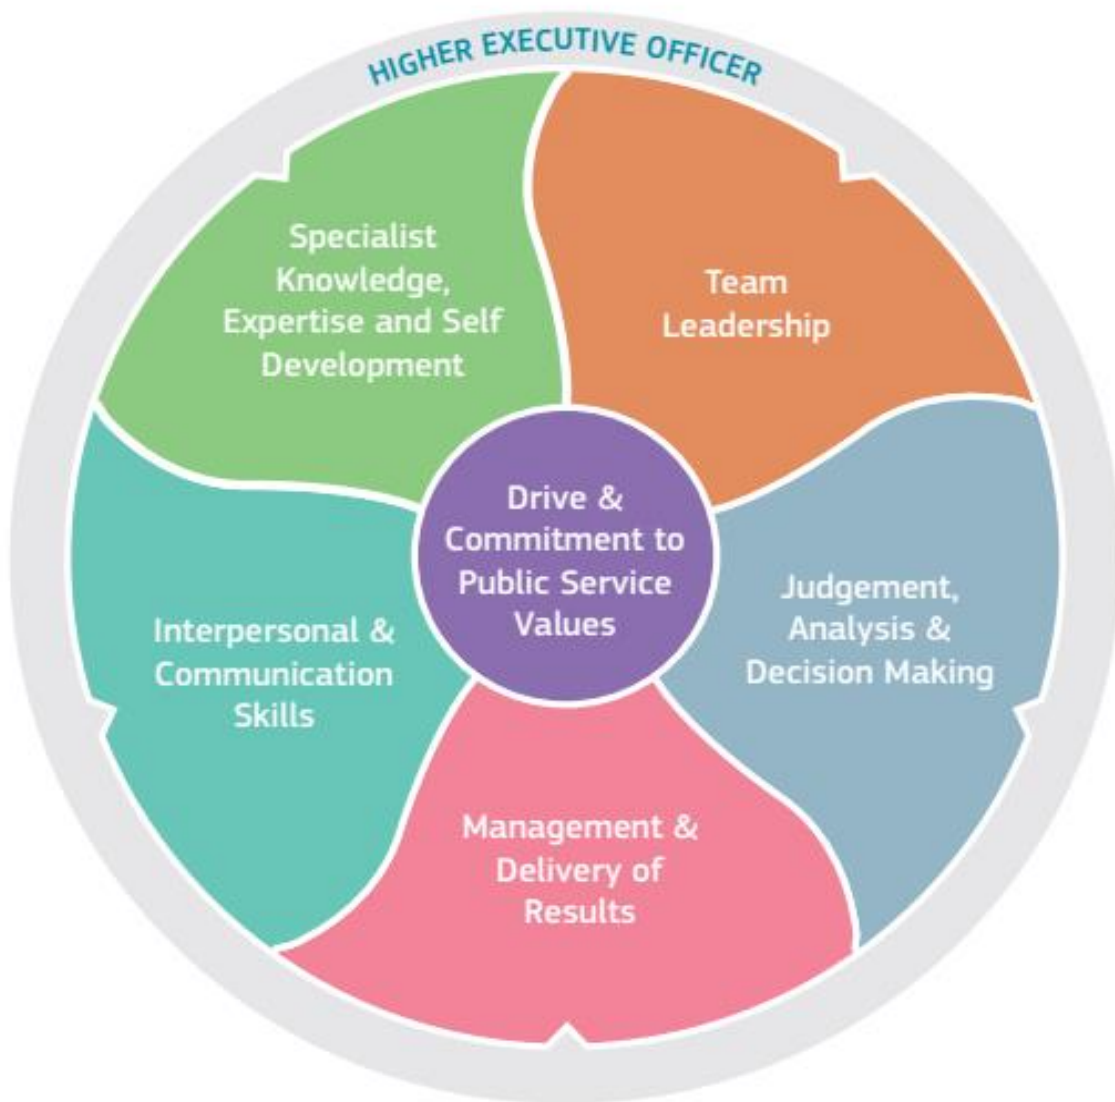 HIGHER EXECUTIVE OFFICER
Specialist
Knowledge,
Expertise and Self
Development
Team
Leadership
Drive &
Commitment to
Public Service
Values
Judgement,
Analysis &
Decision Making
Interpersonal &
Communication
Skills
Management &
Delivery of
Results